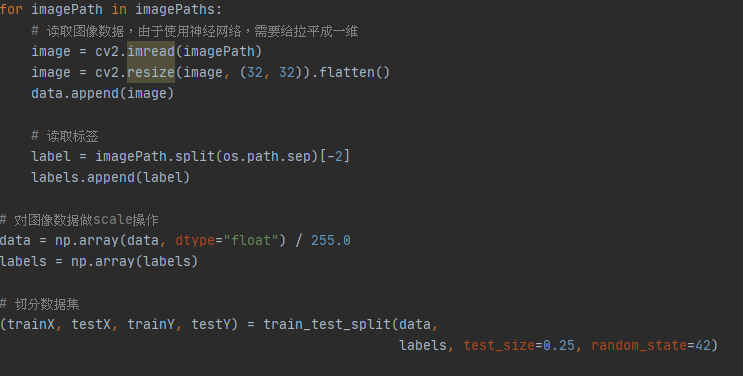 for imagePath in imagePaths:
    # 读取图像数据，由于使用神经网络，需要给拉平成一维
    image = cv2.imread(imagePath)
    image = cv2.resize(image, (32, 32)).flatten()
    data.append(image)

    # 读取标签
    label = imagePath.split(os.path.sep)[-2]
    labels.append(label)

# 对图像数据做scale操作
data = np.array(data, dtype="float") / 255.0
labels = np.array(labels)

# 切分数据集
(trainX, testX, trainY, testY) = train_test_split(data,
                                                  labels, test_size=0.25, random_state=42)